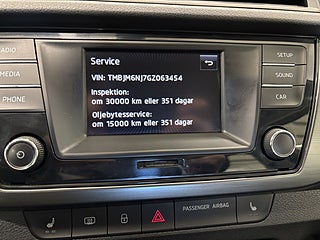 Service
VIN: TMBJM6NJ7GZ063454
Inspektion:
om 30000 km eller 351 dagar
Oljebytesservice:
om 15000 km eller 351 dagar
RADIO
MEDIA
PHONE
SETUP
SOUND
CAR
PASSENGER AIRBAG